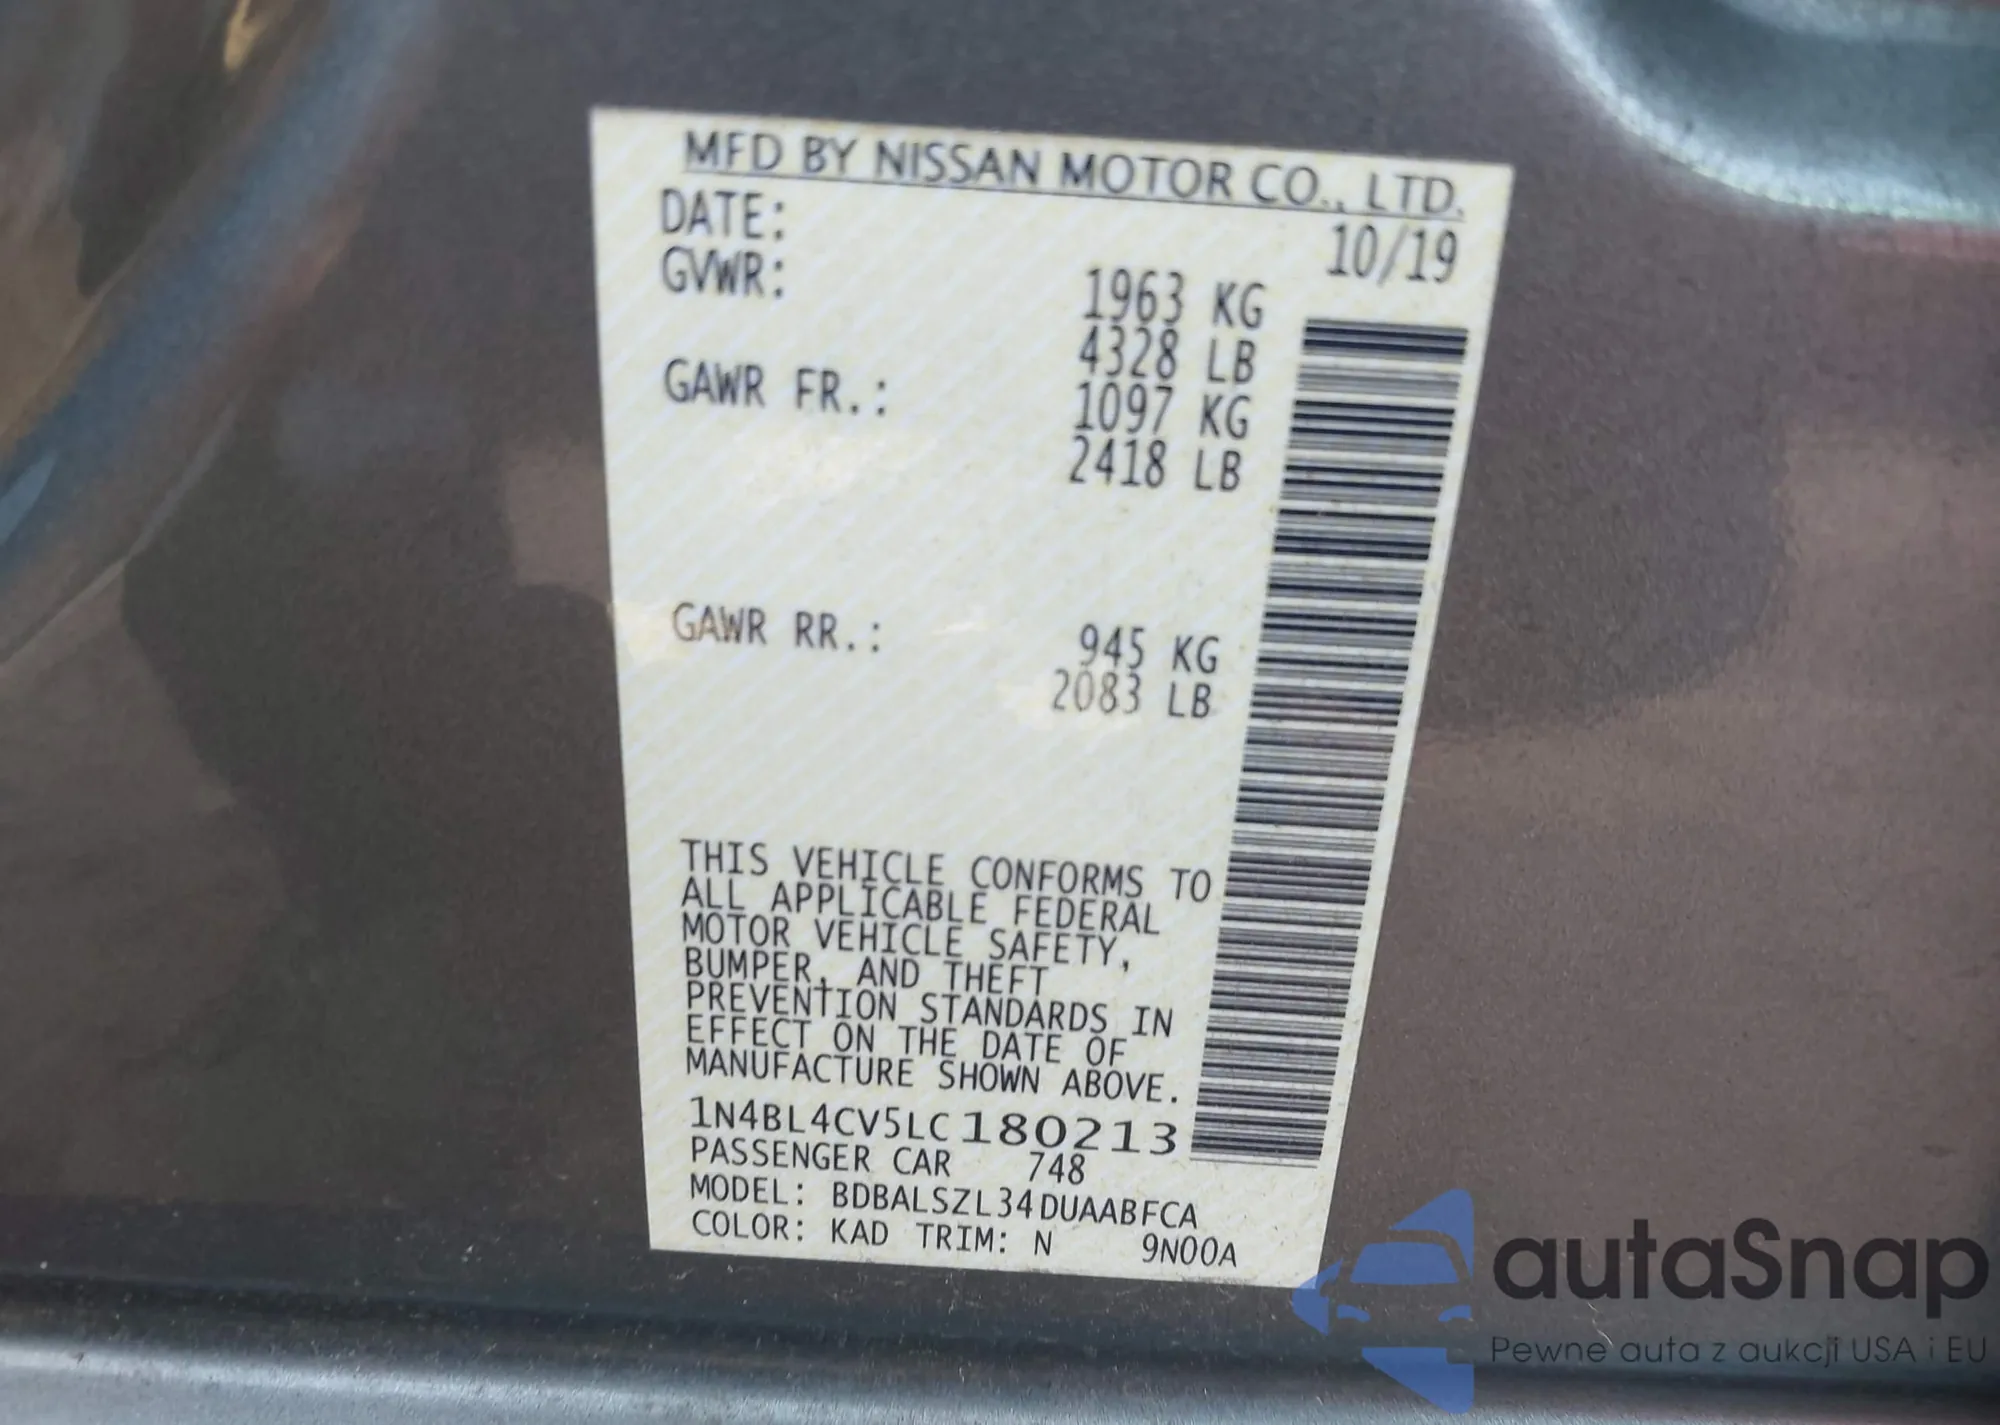 MFD BY NISSAN MOTOR CO., LTD.
DATE: 10/19
GVWR: 1963 KG
4328 LB
GAWR FR.: 1097 KG
2418 LB
GAWR RR.: 945 KG
2083 LB
THIS VEHICLE CONFORMS TO
ALL APPLICABLE FEDERAL
MOTOR VEHICLE SAFETY,
BUMPER, AND THEFT
PREVENTION STANDARDS IN
EFFECT ON THE DATE OF
MANUFACTURE SHOWN ABOVE.
1N4BL4CV5LC180213
PASSENGER CAR 748
MODEL: BDBALSZL34DUAABFCA
COLOR: KAD TRIM: N 9N00A
autaSnap
Pewne auta z aukcji USA i EU